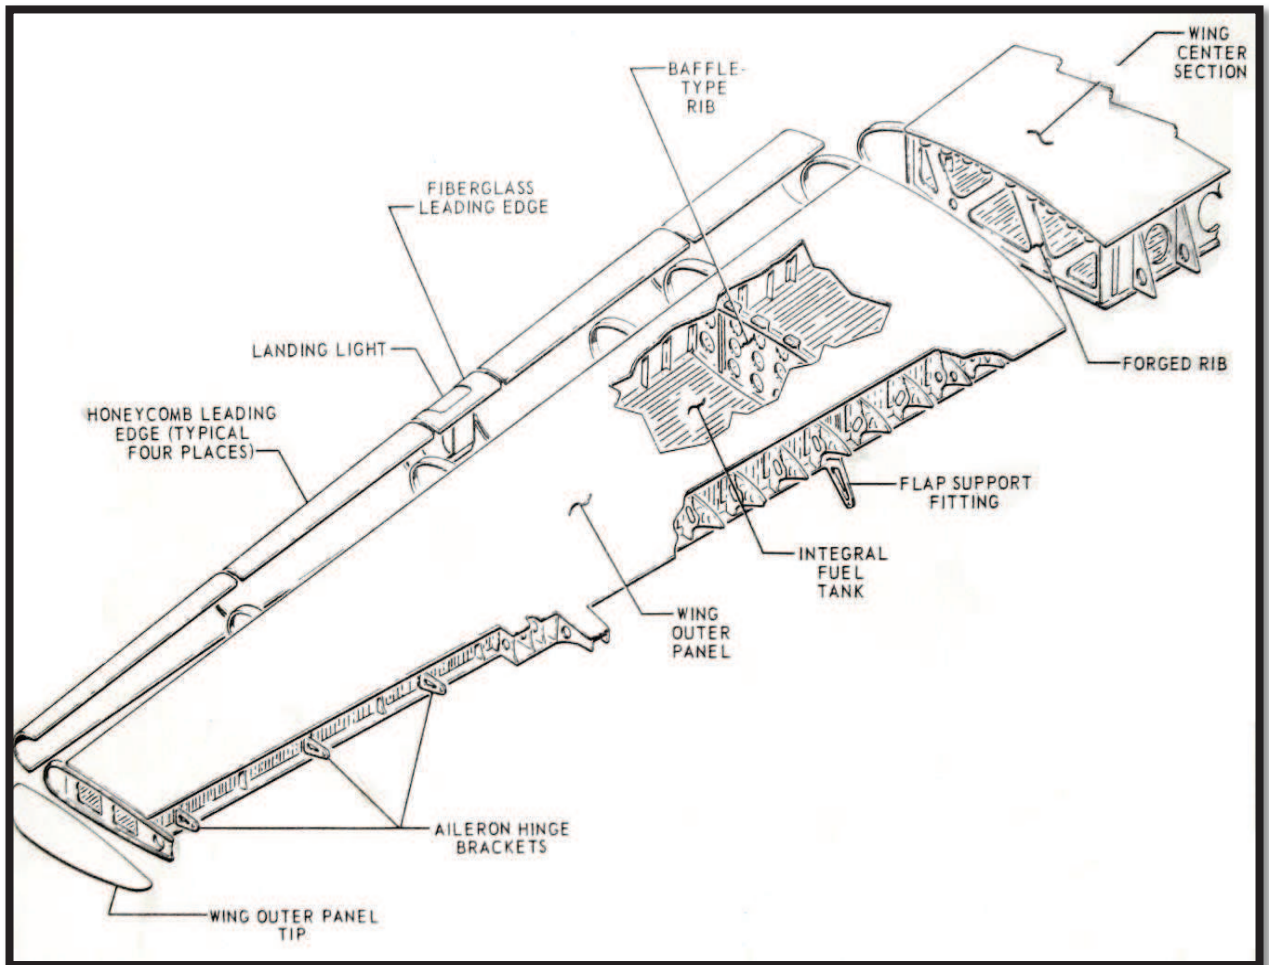 WING
CENTER
SECTION
BAFFLE-
TYPE
RIB
FIBERGLASS
LEADING EDGE
LANDING LIGHT
HONEYCOMB LEADING
EDGE (TYPICAL
FOUR PLACES)
FORGED RIB
FLAP SUPPORT
FITTING
INTEGRAL
FUEL
TANK
WING
OUTER
PANEL
AILERON HINGE
BRACKETS
WING OUTER PANEL
TIP